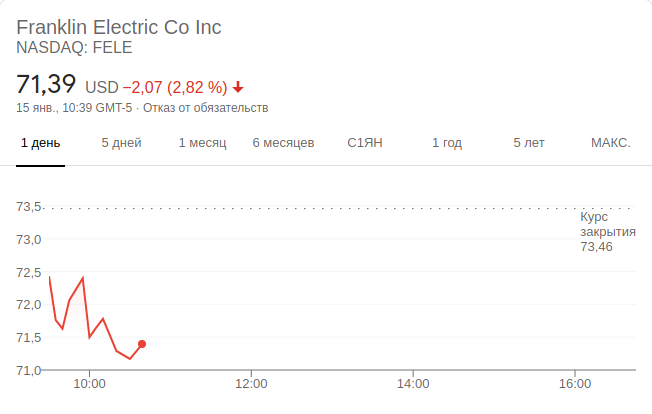 Franklin Electric Co Inc
NASDAQ: FELE
71,39 USD −2,07 (2,82 %)
15 янв., 10:39 GMT-5 · Отказ от обязательств
1 день 5 дней 1 месяц 6 месяцев С1ЯН 1 год 5 лет МАКС.
73,5
Курс
закрытия
73,46
73,0
72,5
72,0
71,5
71,0
10:00 12:00 14:00 16:00